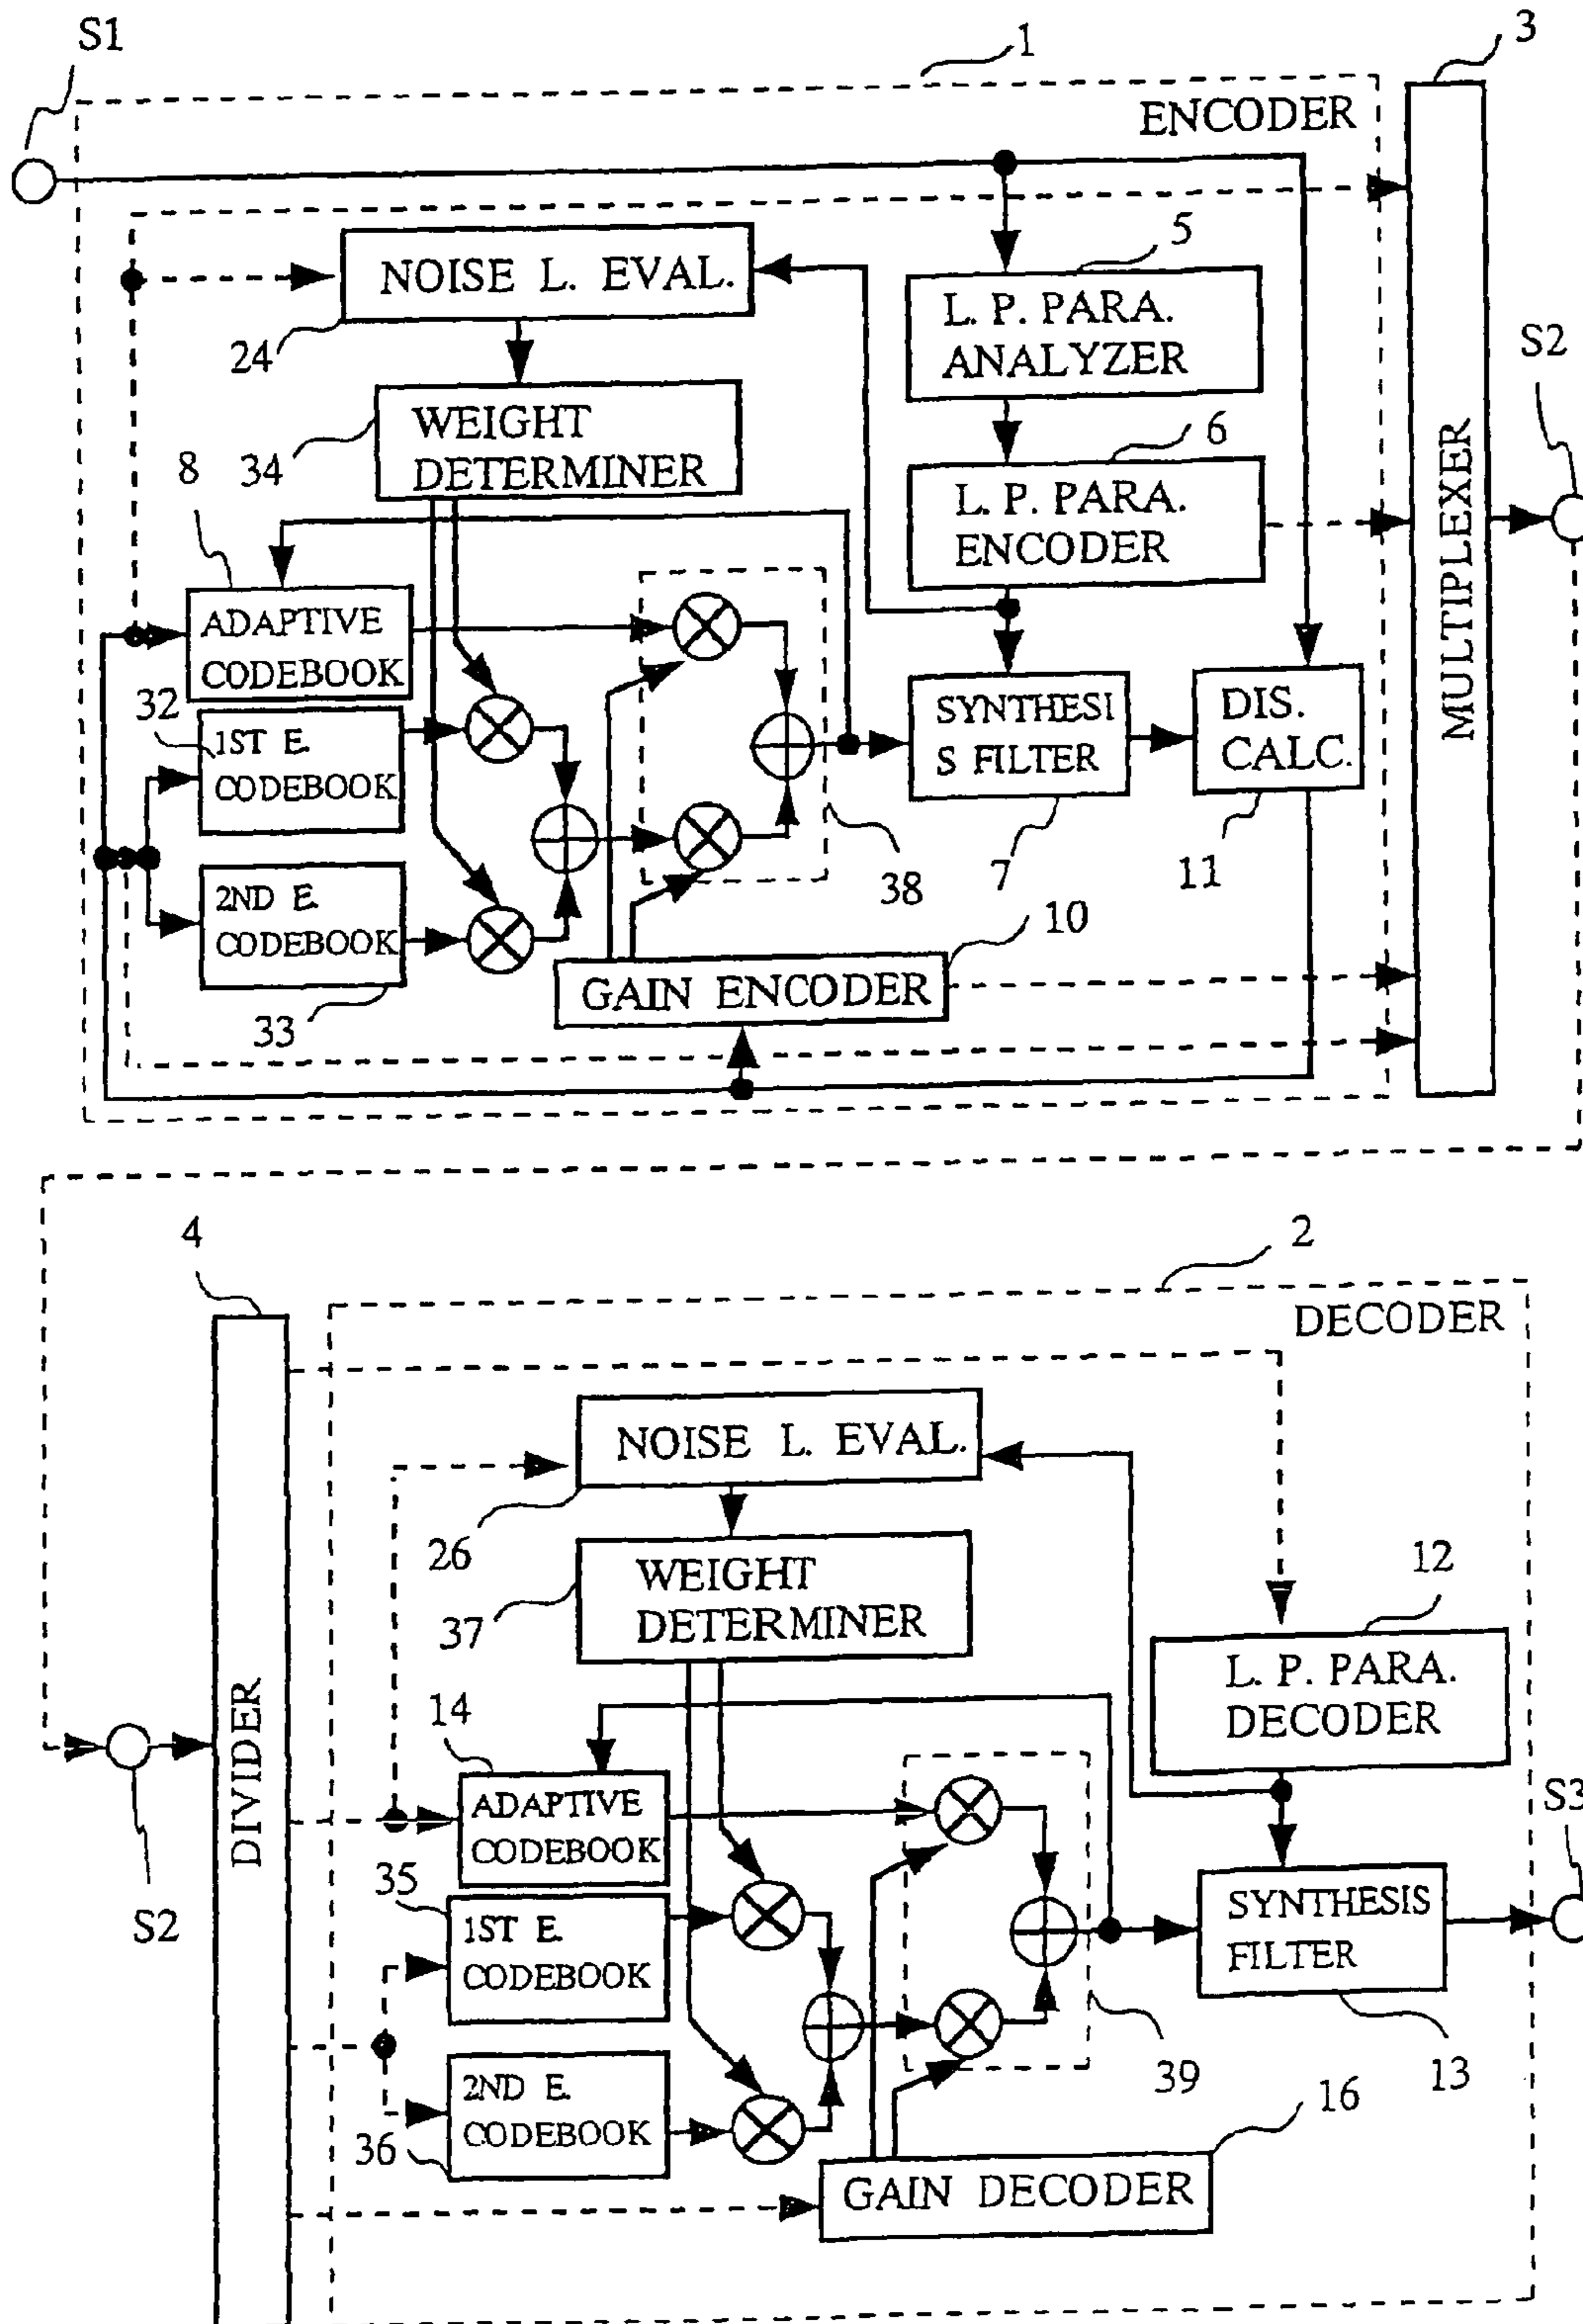 S1
1
3
ENCODER
5
NOISE L. EVAL.
L. P. PARA.
ANALYZER
24
S2
WEIGHT
DETERMINER
34
8
6
L. P. PARA.
ENCODER
MULTIPLEXER
ADAPTIVE
CODEBOOK
32
1ST E.
CODEBOOK
SYNTHESI
S FILTER
DIS.
CALC.
2ND E.
CODEBOOK
38
7
11
10
GAIN ENCODER
33
4
2
DECODER
NOISE L. EVAL.
26
WEIGHT
DETERMINER
37
12
L. P. PARA.
DECODER
DIVIDER
14
ADAPTIVE
CODEBOOK
S3
35
S2
1ST E.
CODEBOOK
SYNTHESIS
FILTER
39
13
2ND E.
CODEBOOK
36
16
GAIN DECODER